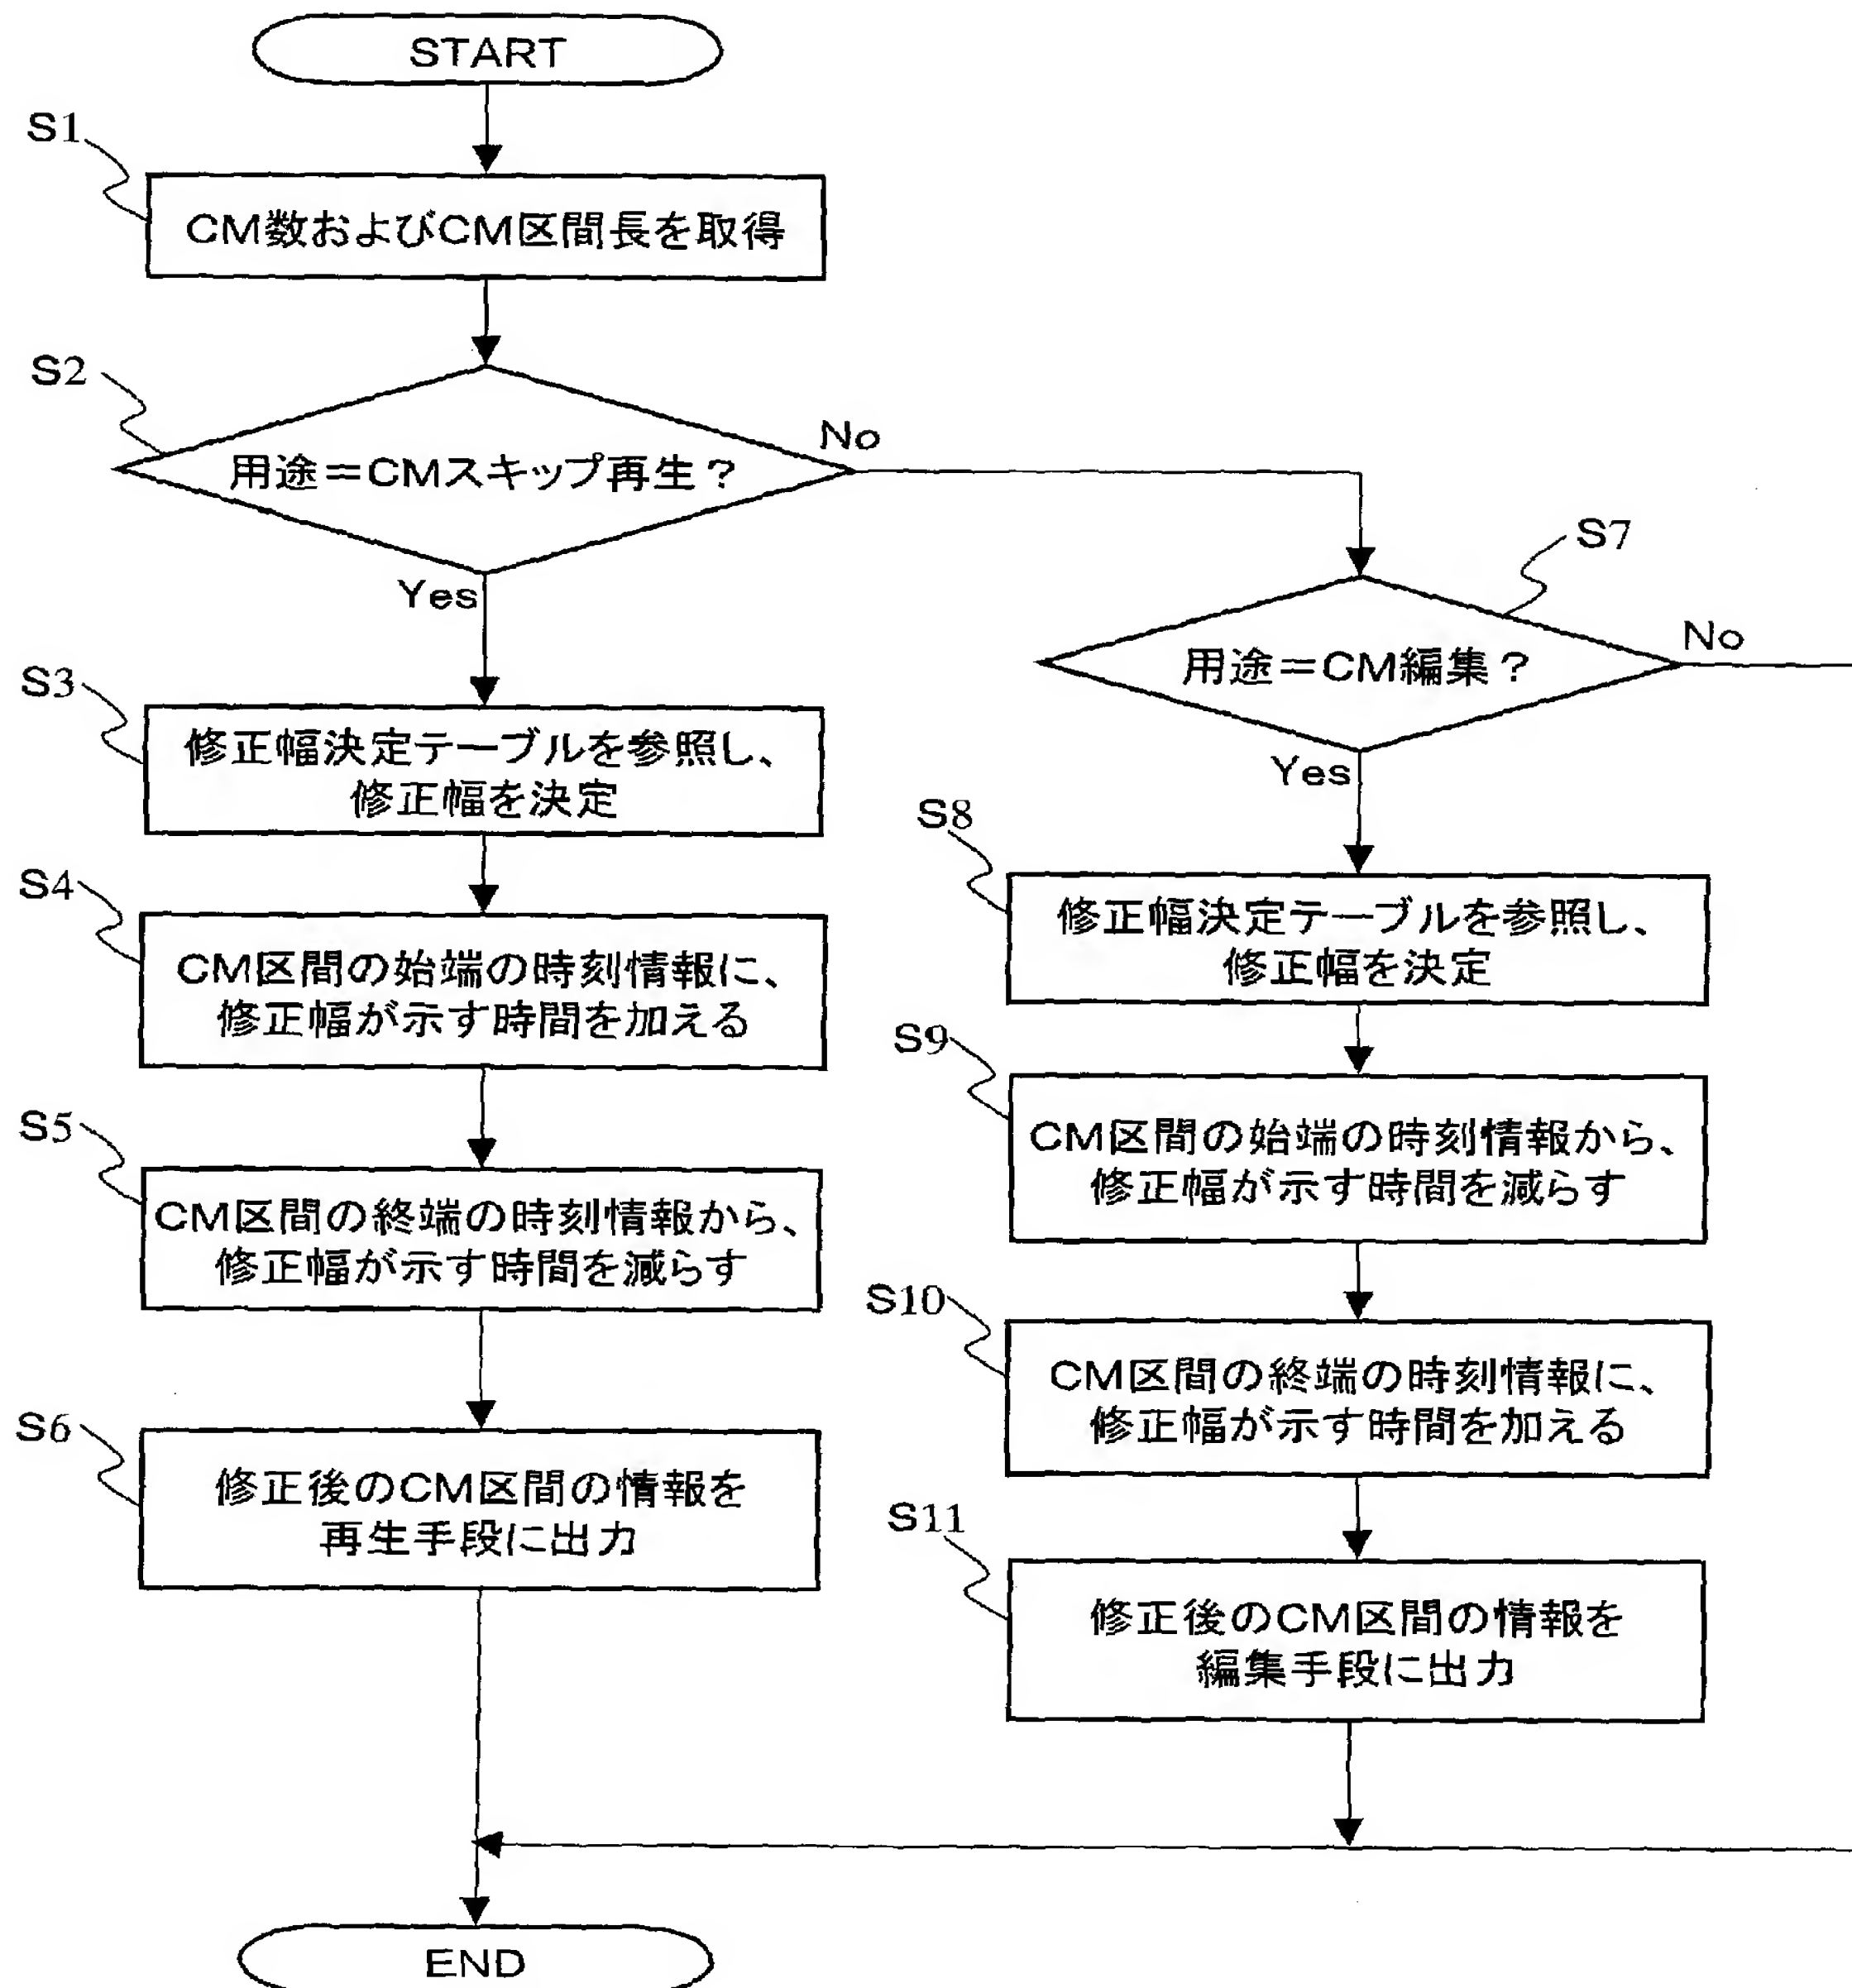 START
S1
CM数およびCM区間長を取得
S2
用途＝CMスキップ再生？
No
Yes
S3
修正幅決定テーブルを参照し、
修正幅を決定
S4
CM区間の始端の時刻情報に、
修正幅が示す時間を加える
S5
CM区間の終端の時刻情報から、
修正幅が示す時間を減らす
S6
修正後のCM区間の情報を
再生手段に出力
S7
用途＝CM編集？
No
Yes
S8
修正幅決定テーブルを参照し、
修正幅を決定
S9
CM区間の始端の時刻情報から、
修正幅が示す時間を減らす
S10
CM区間の終端の時刻情報に、
修正幅が示す時間を加える
S11
修正後のCM区間の情報を
編集手段に出力
END